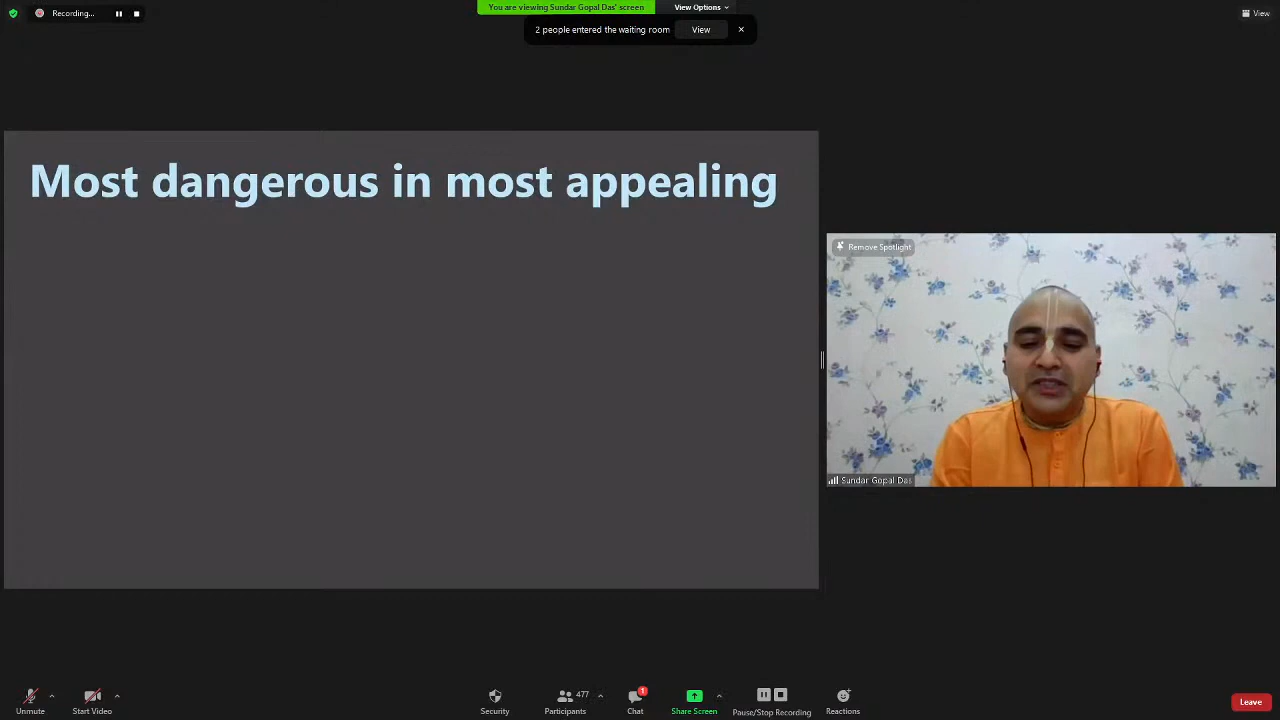 Recording...
You are viewing Sundar Gopal Das' screen
View Options
View
2 people entered the waiting room
View
Most dangerous in most appealing
Remove Spotlight
Sundar Gopal Das
Unmute
Start Video
Security
477
Participants
1
Chat
Share Screen
Pause/Stop Recording
Reactions
Leave